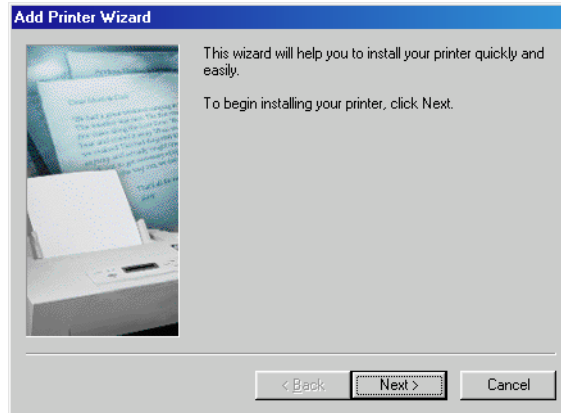 Add Printer Wizard
This wizard will help you to install your printer quickly and
easily.
To begin installing your printer, click Next.
< Back
Next >
Cancel